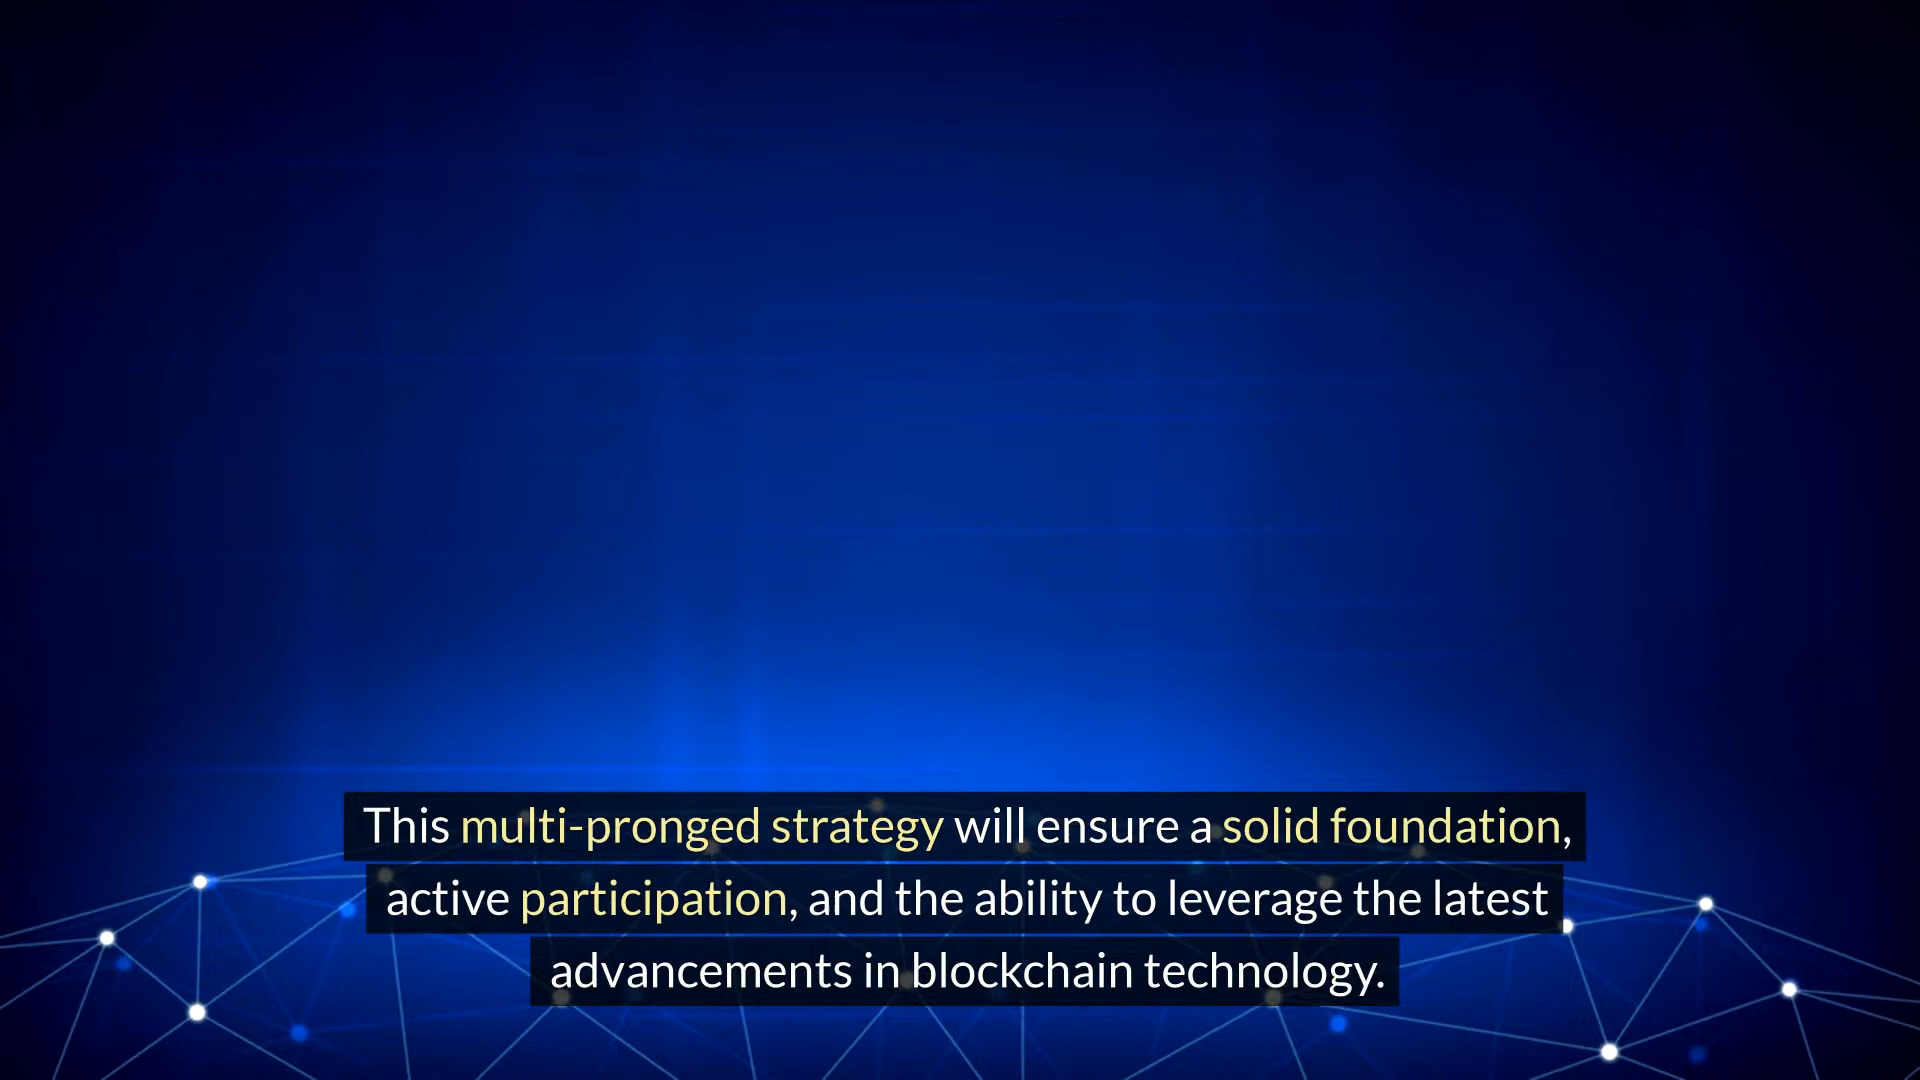 This multi-pronged strategy will ensure a solid foundation,
active participation, and the ability to leverage the latest
advancements in blockchain technology.